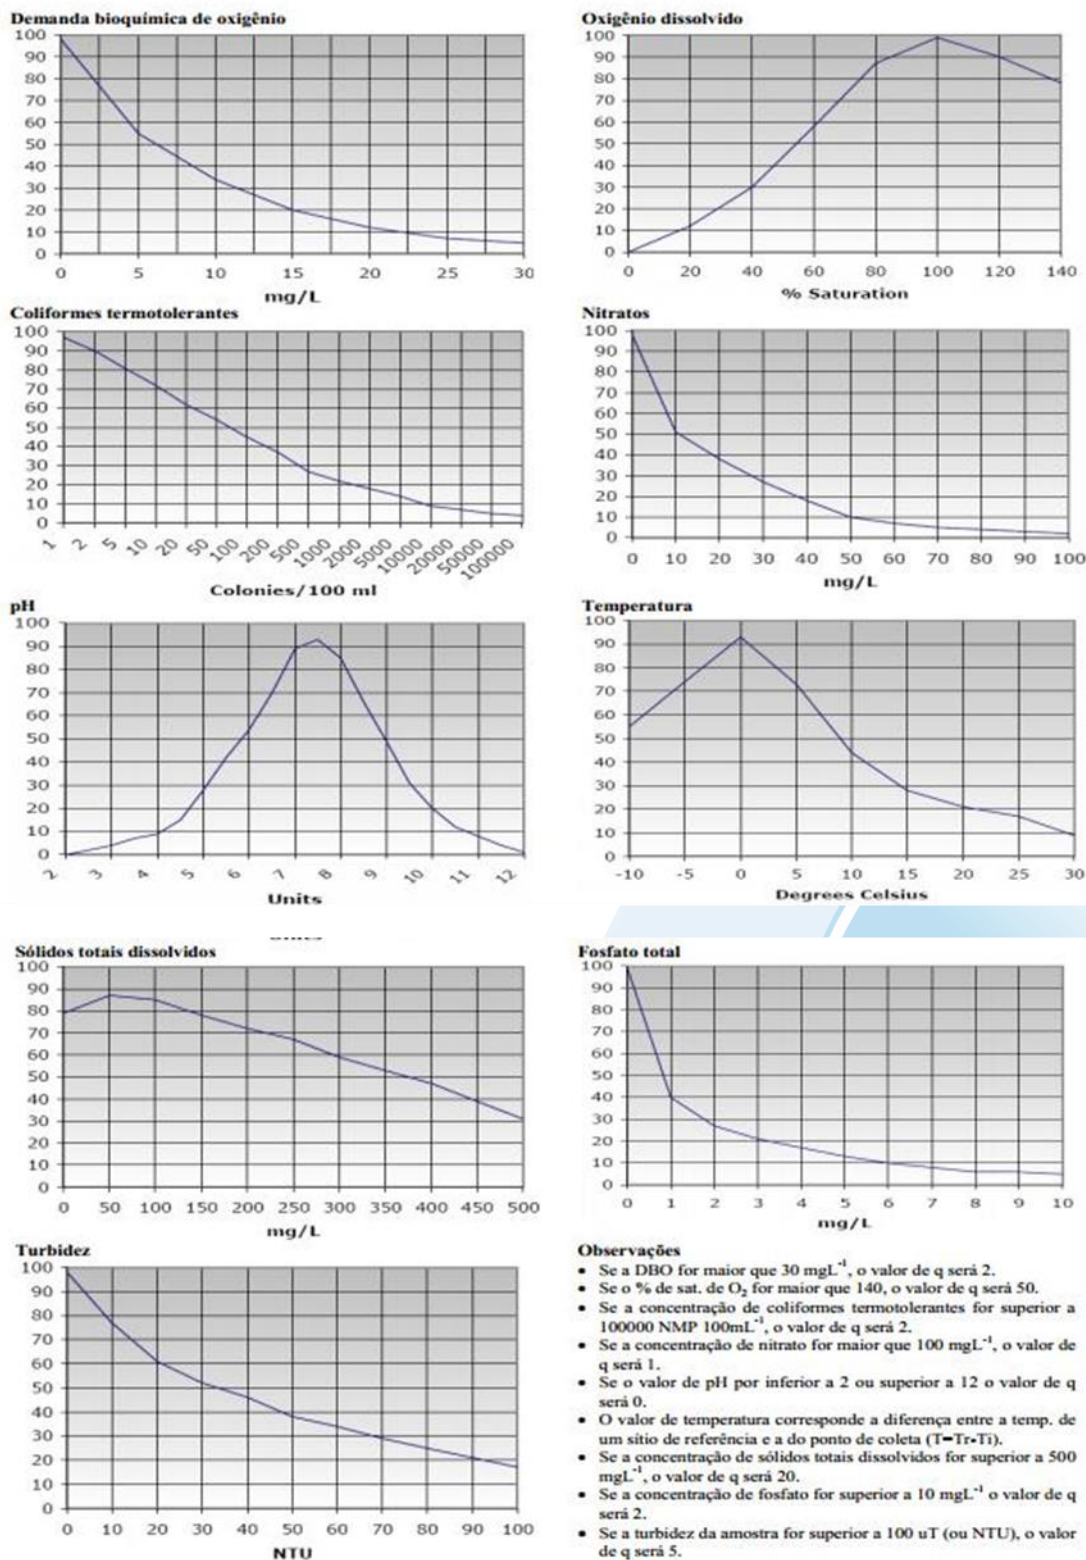 Demanda bioquímica de oxigênio
100
90
80
70
60
50
40
30
20
10
0
0 5 10 15 20 25 30
mg/L
Oxigênio dissolvido
100
90
80
70
60
50
40
30
20
10
0
0 20 40 60 80 100 120 140
% Saturation
Coliformes termotolerantes
100
90
80
70
60
50
40
30
20
10
0
1 2 5 10 20 50 100 200 500 1000 2000 5000 10000 20000 50000 100000
Colonies/100 ml
Nitratos
100
90
80
70
60
50
40
30
20
10
0
0 10 20 30 40 50 60 70 80 90 100
mg/L
pH
100
90
80
70
60
50
40
30
20
10
0
2 3 4 5 6 7 8 9 10 11 12
Units
Temperatura
100
90
80
70
60
50
40
30
20
10
0
-10 -5 0 5 10 15 20 25 30
Degrees Celsius
Sólidos totais dissolvidos
100
90
80
70
60
50
40
30
20
10
0
0 50 100 150 200 250 300 350 400 450 500
mg/L
Fosfato total
100
90
80
70
60
50
40
30
20
10
0
0 1 2 3 4 5 6 7 8 9 10
mg/L
Turbidez
100
90
80
70
60
50
40
30
20
10
0
0 10 20 30 40 50 60 70 80 90 100
NTU
Observações
• Se a DBO for maior que 30 mgL⁻¹, o valor de q será 2.
• Se o % de sat. de O₂ for maior que 140, o valor de q será 50.
• Se a concentração de coliformes termotolerantes for superior a
100000 NMP 100mL⁻¹, o valor de q será 2.
• Se a concentração de nitrato for maior que 100 mgL⁻¹, o valor de
q será 1.
• Se o valor de pH por inferior a 2 ou superior a 12 o valor de q
será 0.
• O valor de temperatura corresponde a diferença entre a temp. de
um sítio de referência e a do ponto de coleta (T=Tr-Ti).
• Se a concentração de sólidos totais dissolvidos for superior a 500
mgL⁻¹, o valor de q será 20.
• Se a concentração de fosfato for superior a 10 mgL⁻¹ o valor de q
será 2.
• Se a turbidez da amostra for superior a 100 uT (ou NTU), o valor
de q será 5.